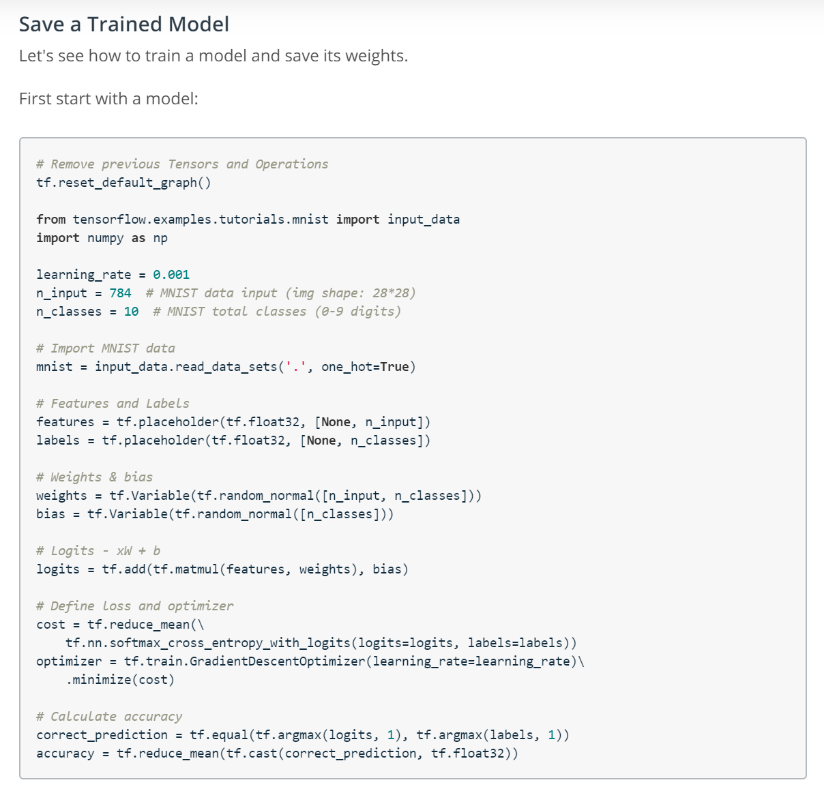 Save a Trained Model
Let's see how to train a model and save its weights.
First start with a model:
# Remove previous Tensors and Operations
tf.reset_default_graph()
from tensorflow.examples.tutorials.mnist import input_data
import numpy as np
learning_rate = 0.001
n_input = 784  # MNIST data input (img shape: 28*28)
n_classes = 10  # MNIST total classes (0-9 digits)
# Import MNIST data
mnist = input_data.read_data_sets('.', one_hot=True)
# Features and Labels
features = tf.placeholder(tf.float32, [None, n_input])
labels = tf.placeholder(tf.float32, [None, n_classes])
# Weights & bias
weights = tf.Variable(tf.random_normal([n_input, n_classes]))
bias = tf.Variable(tf.random_normal([n_classes]))
# Logits - xW + b
logits = tf.add(tf.matmul(features, weights), bias)
# Define loss and optimizer
cost = tf.reduce_mean(\
    tf.nn.softmax_cross_entropy_with_logits(logits=logits, labels=labels))
optimizer = tf.train.GradientDescentOptimizer(learning_rate=learning_rate)\
    .minimize(cost)
# Calculate accuracy
correct_prediction = tf.equal(tf.argmax(logits, 1), tf.argmax(labels, 1))
accuracy = tf.reduce_mean(tf.cast(correct_prediction, tf.float32))